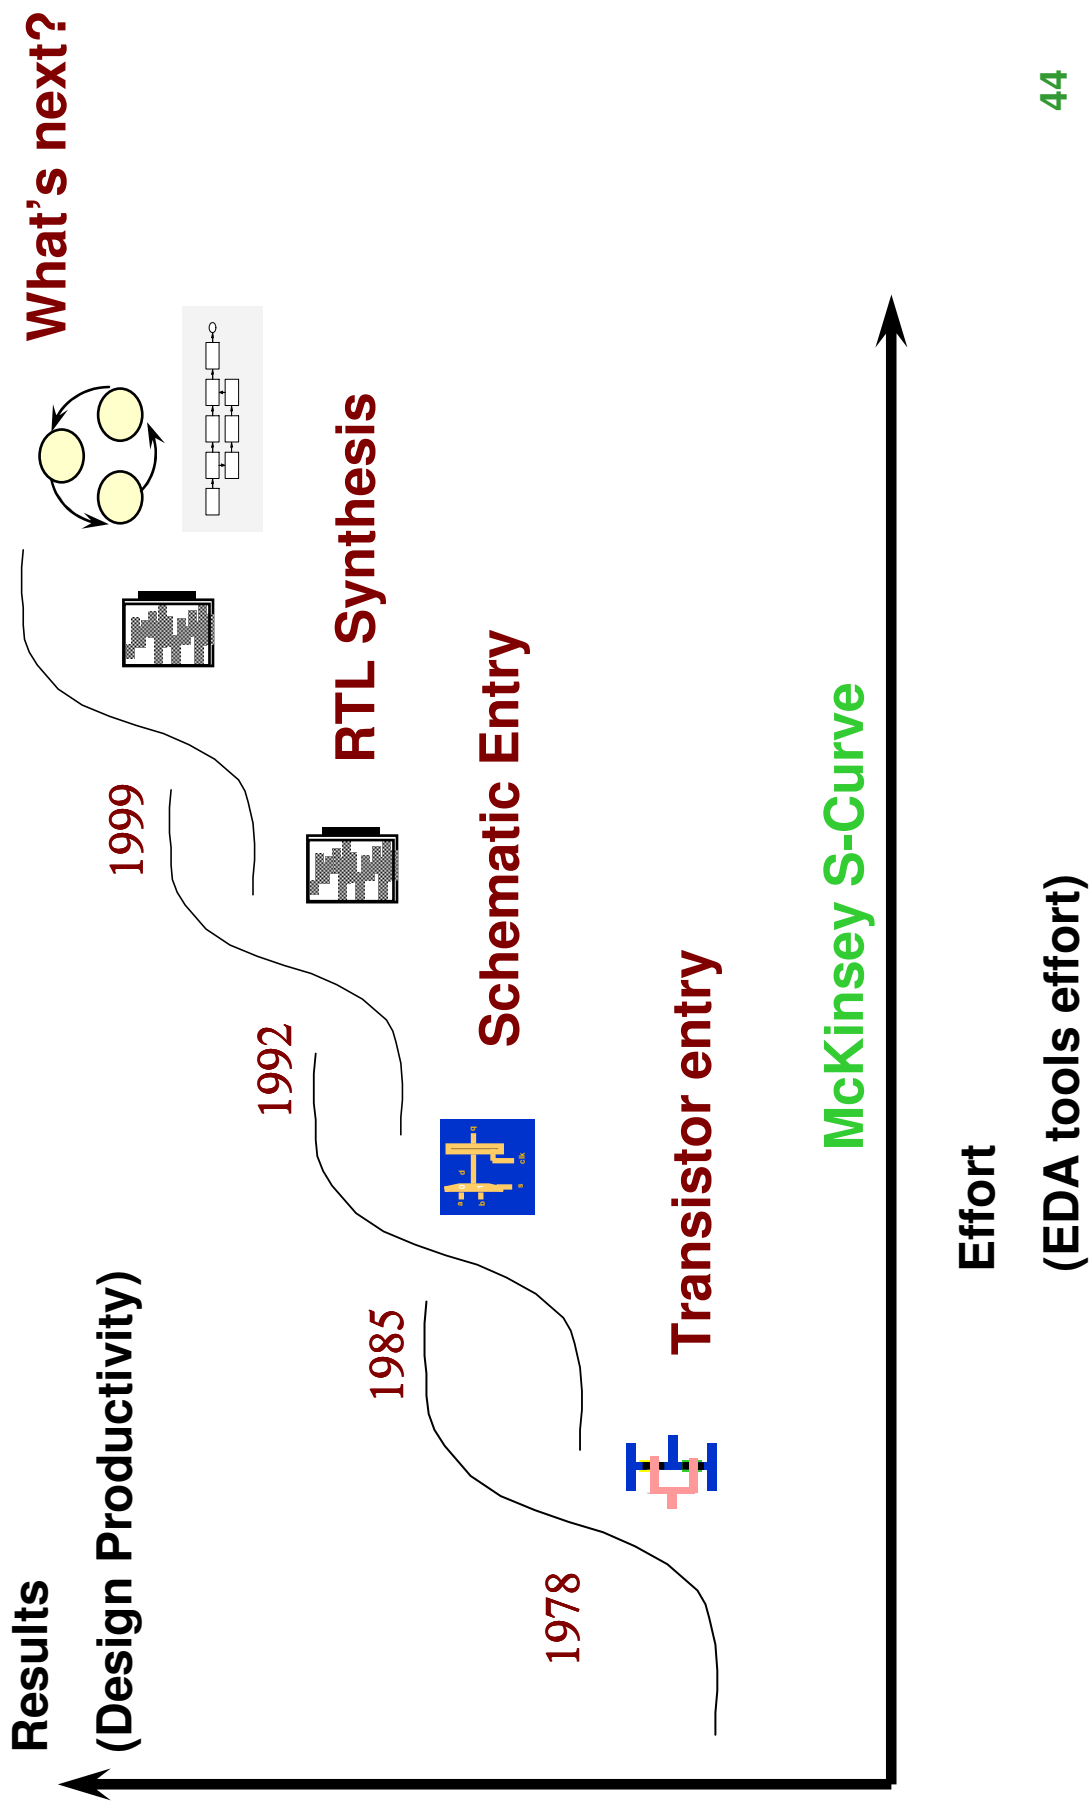 Results
(Design Productivity)
What’s next?
1999
1992
RTL Synthesis
1985
Schematic Entry
a
b
d
q
s
clk
1978
Transistor entry
McKinsey S-Curve
Effort
(EDA tools effort)
44